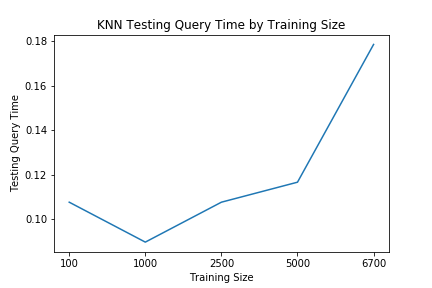 KNN Testing Query Time by Training Size
0.18
0.16
0.14
0.12
0.10
Testing Query Time
100 1000 2500 5000 6700
Training Size